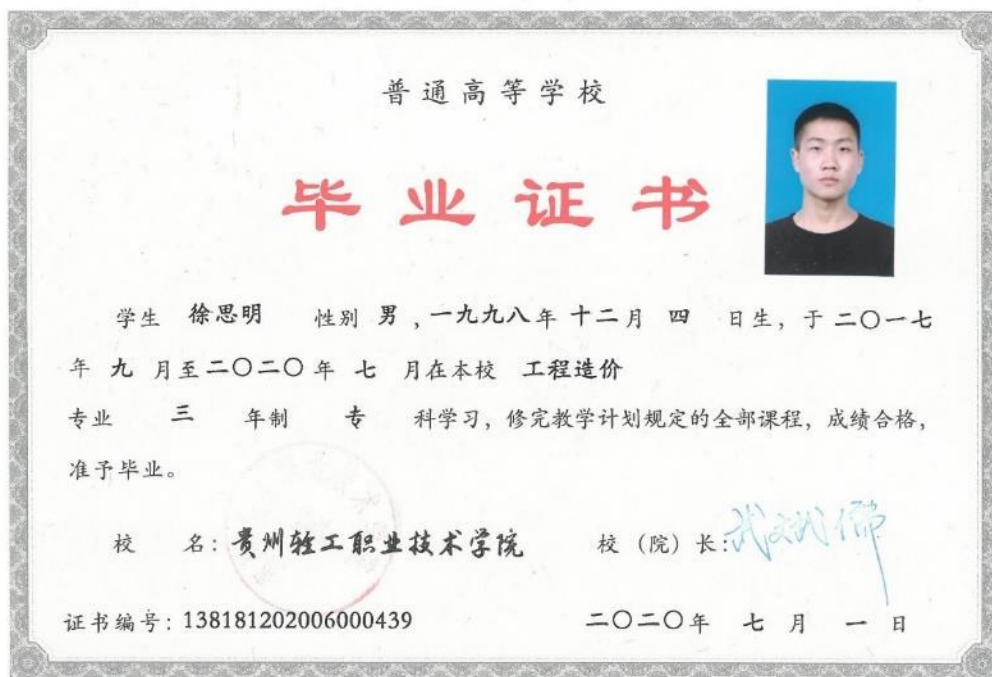 普通高等学校
毕业证书
学生 徐思明 性别 男 ，一九九八年 十二月 四 日生，于 二〇一七
年 九 月至 二〇二〇 年 七 月在本校 工程造价
专业 三 年制 专 科学习，修完教学计划规定的全部课程，成绩合格，
准予毕业。
校 名：贵州轻工职业技术学院 校（院）长：武斌儒
证书编号：138181202006000439 二〇二〇年 七 月 一 日